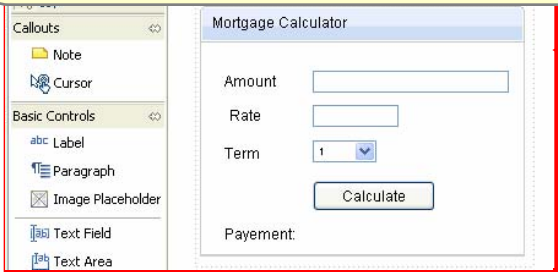 Callouts
Note
Cursor
Basic Controls
abc Label
Paragraph
Image Placeholder
Text Field
Text Area
Mortgage Calculator
Amount
Rate
Term
1
Calculate
Payement: